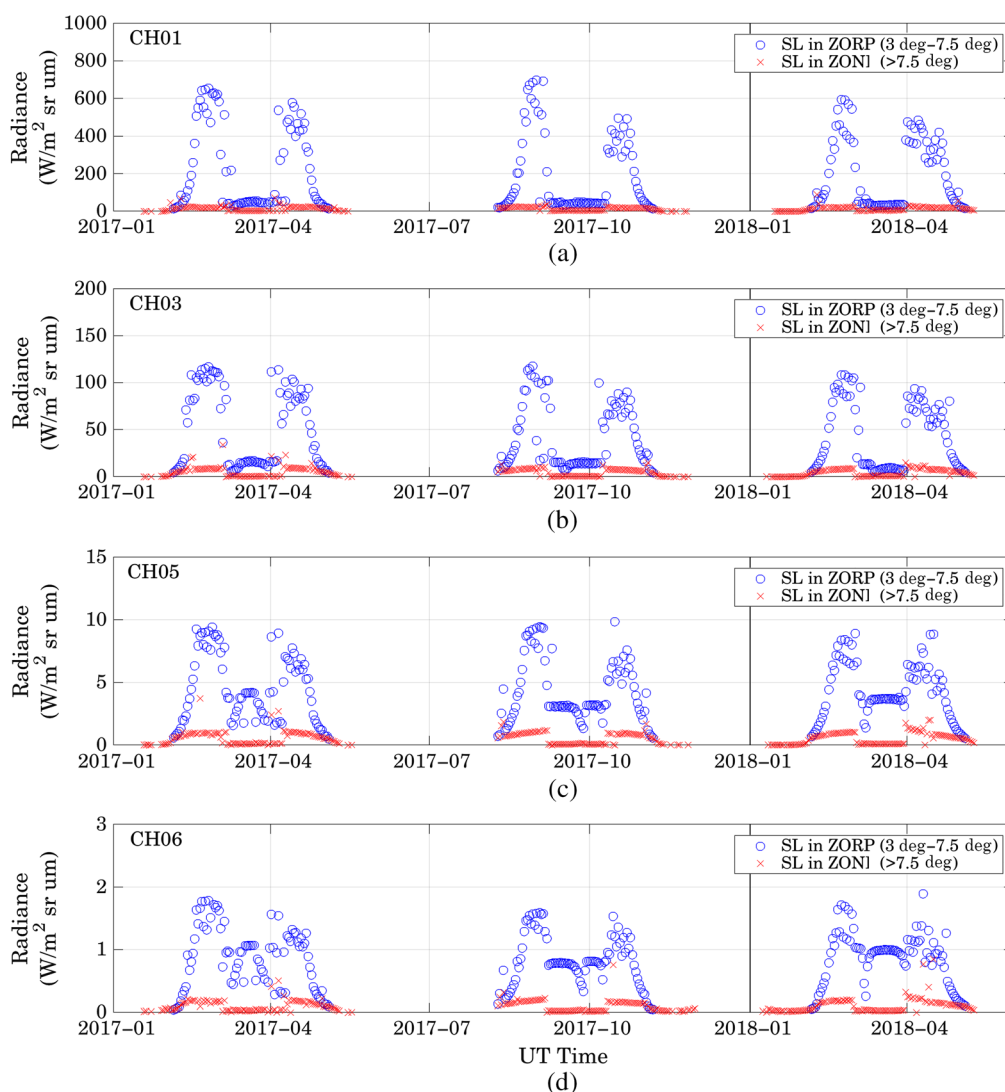 CH01
SL in ZORP (3 deg–7.5 deg)
SL in ZONI (>7.5 deg)
Radiance
(W/m² sr um)
1000
800
600
400
200
0
2017–01 2017–04 2017–07 2017–10 2018–01 2018–04
(a)
CH03
SL in ZORP (3 deg–7.5 deg)
SL in ZONI (>7.5 deg)
Radiance
(W/m² sr um)
200
150
100
50
0
2017–01 2017–04 2017–07 2017–10 2018–01 2018–04
(b)
CH05
SL in ZORP (3 deg–7.5 deg)
SL in ZONI (>7.5 deg)
Radiance
(W/m² sr um)
15
10
5
0
2017–01 2017–04 2017–07 2017–10 2018–01 2018–04
(c)
CH06
SL in ZORP (3 deg–7.5 deg)
SL in ZONI (>7.5 deg)
Radiance
(W/m² sr um)
3
2
1
0
2017–01 2017–04 2017–07 2017–10 2018–01 2018–04
UT Time
(d)